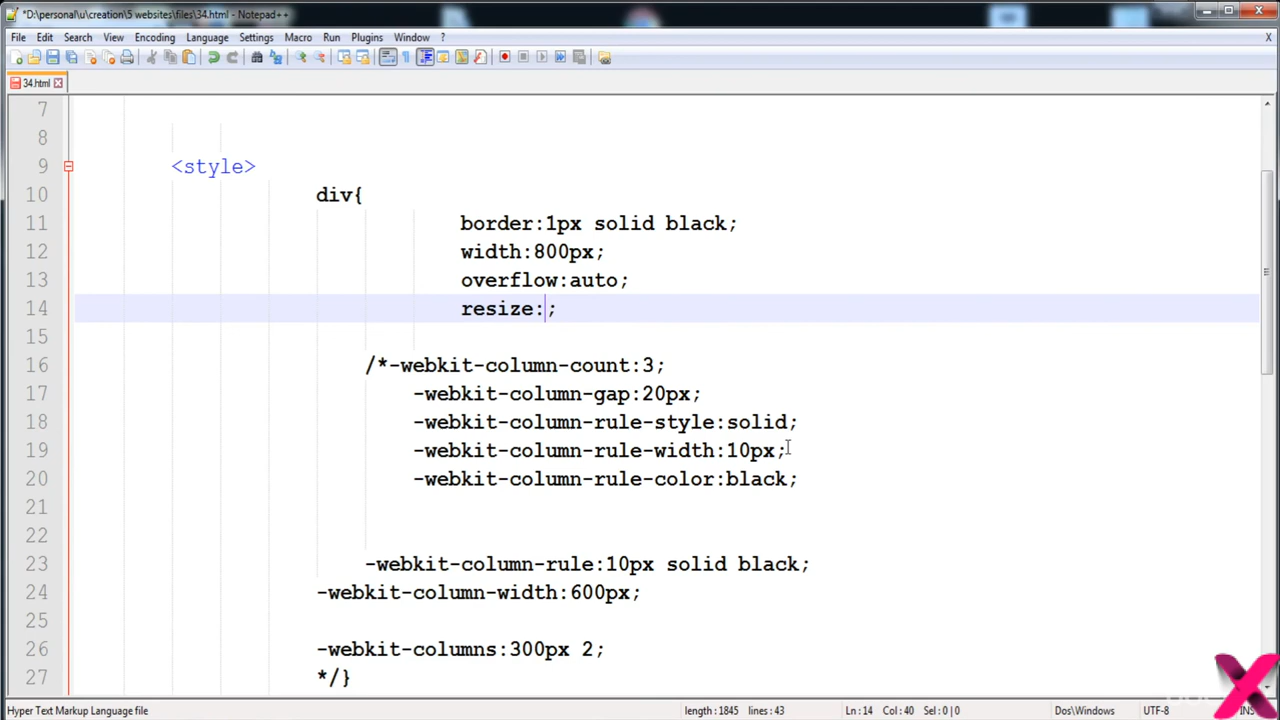 *D:\personal\u\creation\5 websites\files\34.html - Notepad++
File Edit Search View Encoding Language Settings Macro Run Plugins Window ? X
34.html
7
8
9 <style>
10 div{
11 border:1px solid black;
12 width:800px;
13 overflow:auto;
14 resize:;
15
16 /*-webkit-column-count:3;
17 -webkit-column-gap:20px;
18 -webkit-column-rule-style:solid;
19 -webkit-column-rule-width:10px;
20 -webkit-column-rule-color:black;
21
22
23 -webkit-column-rule:10px solid black;
24 -webkit-column-width:600px;
25
26 -webkit-columns:300px 2;
27 */}
Hyper Text Markup Language file length : 1845 lines : 43 Ln : 14 Col : 40 Sel : 0 | 0 Dos\Windows UTF-8 INS